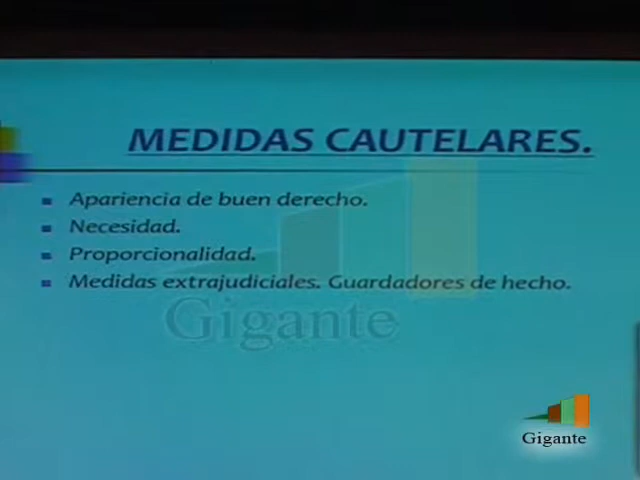 MEDIDAS CAUTELARES.
Apariencia de buen derecho.
Necesidad.
Proporcionalidad.
Medidas extrajudiciales. Guardadores de hecho.
Gigante
Gigante